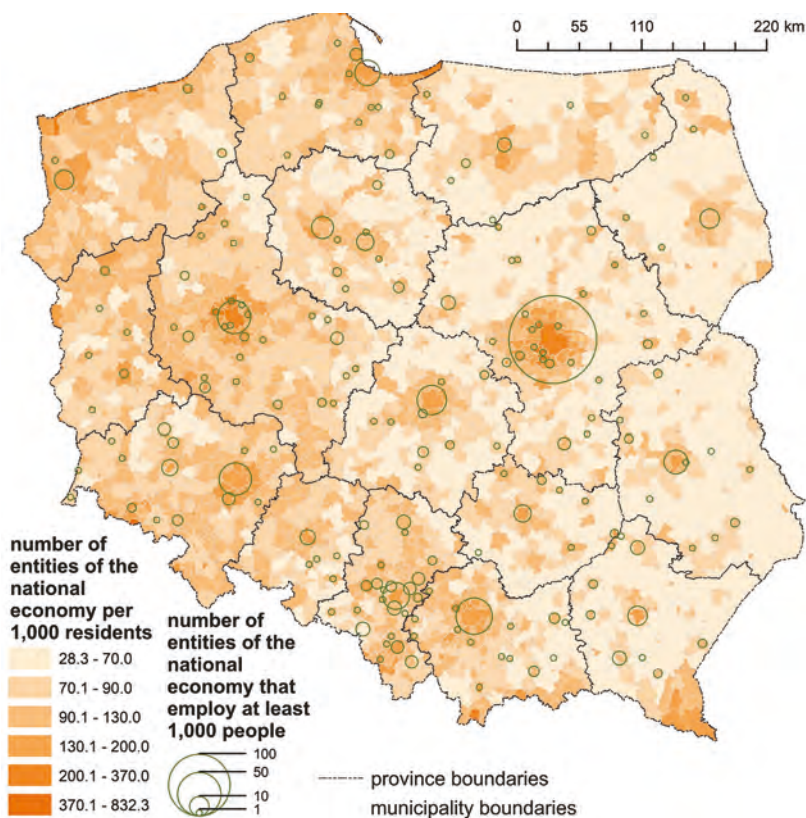 0 55 110 220 km
number of
entities of the
national
economy per
1,000 residents
28.3 - 70.0
70.1 - 90.0
90.1 - 130.0
130.1 - 200.0
200.1 - 370.0
370.1 - 832.3
number of
entities of the
national
economy that
employ at least
1,000 people
100
50
10
1
province boundaries
municipality boundaries